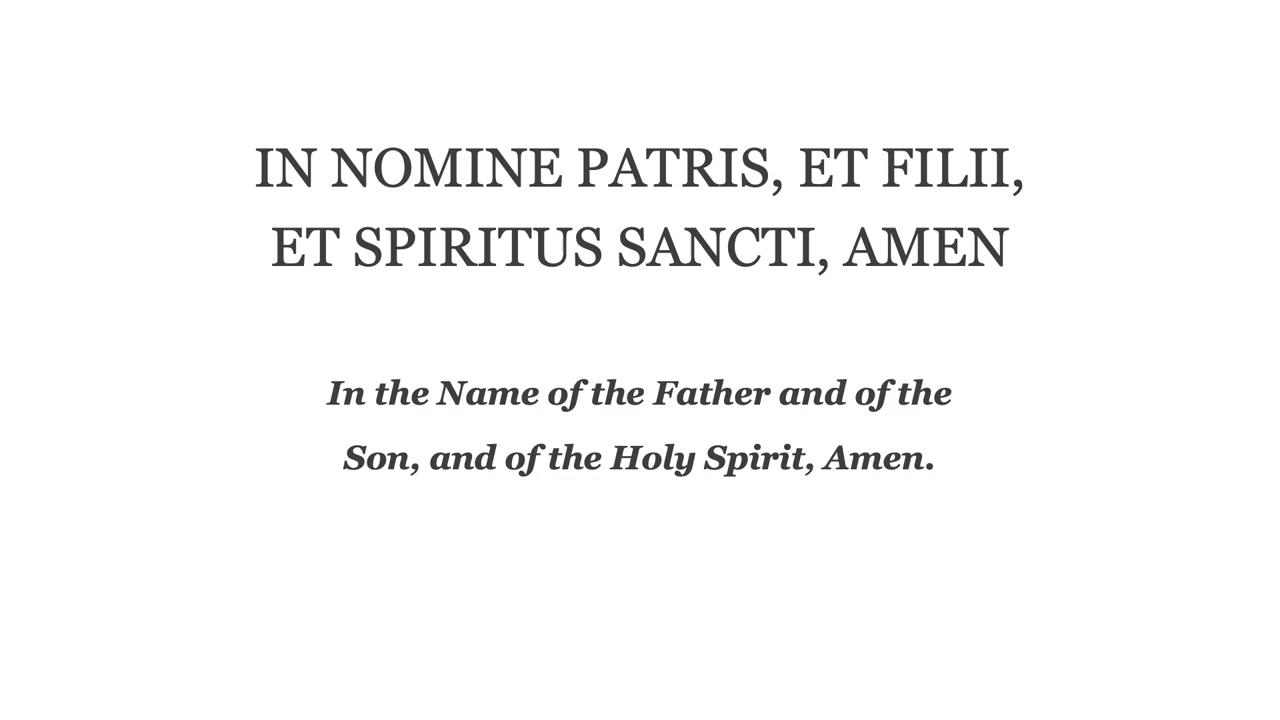 IN NOMINE PATRIS, ET FILII,
ET SPIRITUS SANCTI, AMEN
In the Name of the Father and of the
Son, and of the Holy Spirit, Amen.